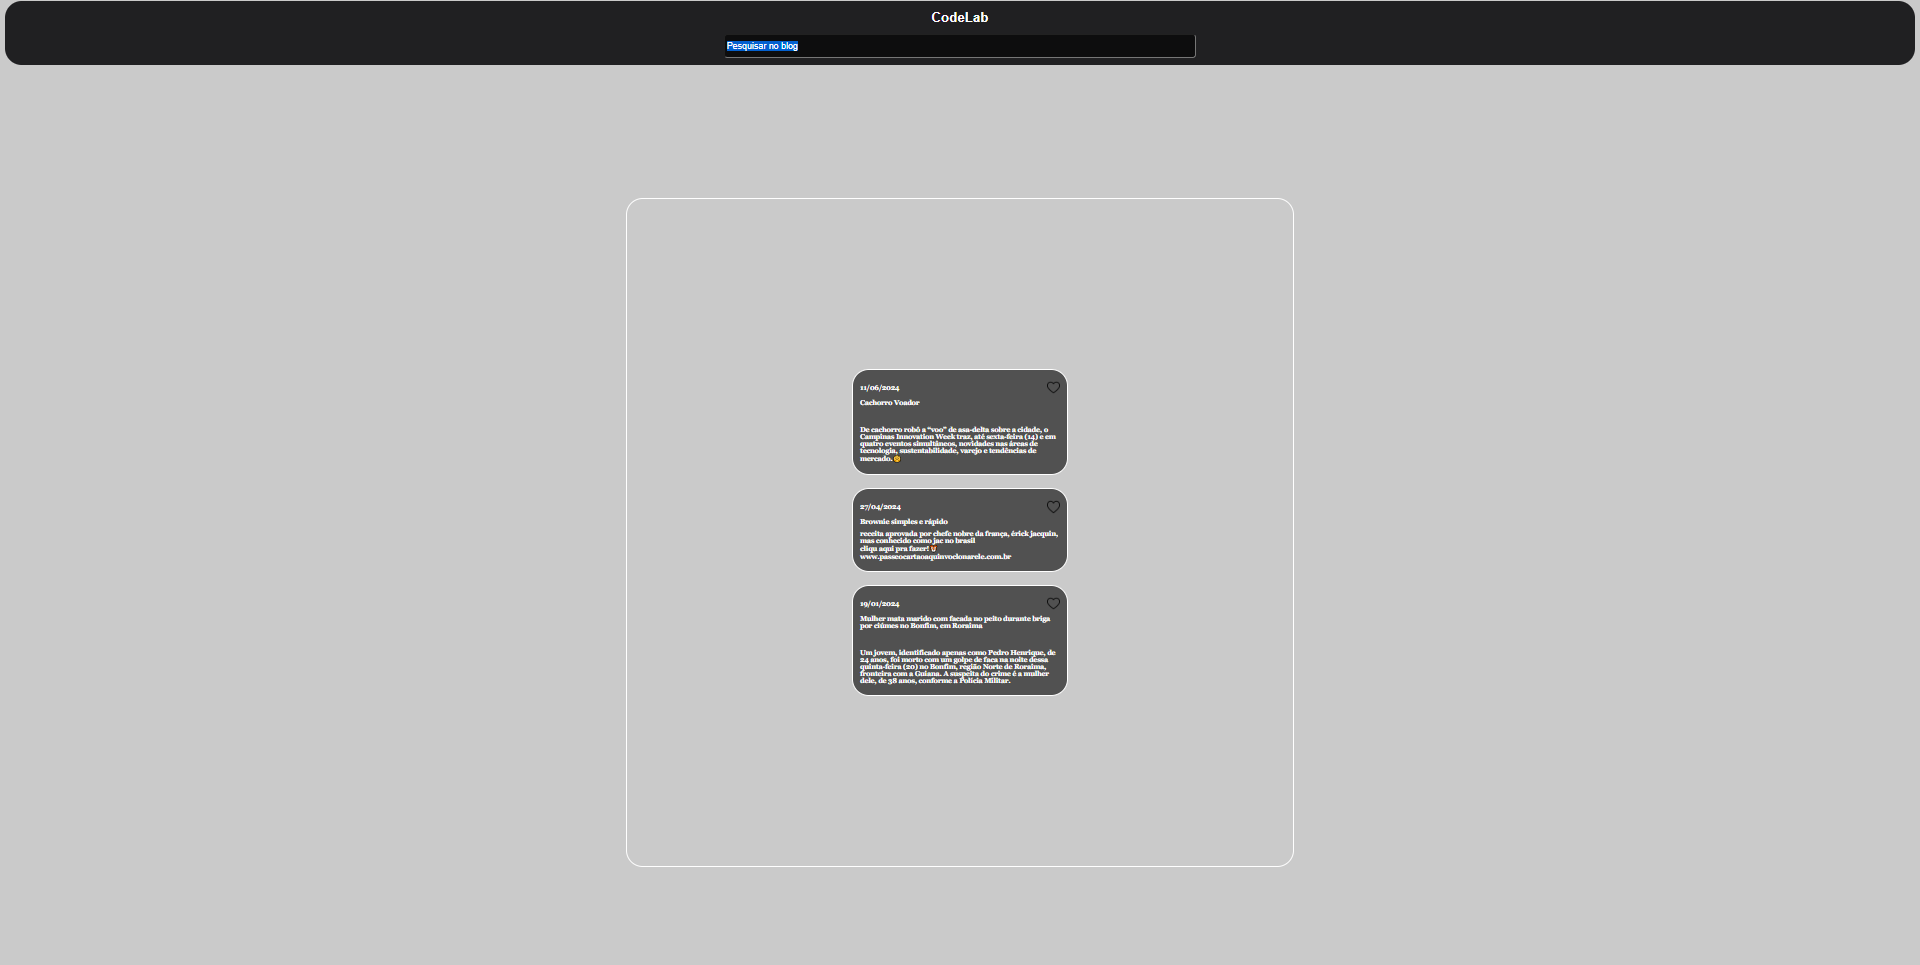 CodeLab
Pesquisar no blog
11/06/2024
Cachorro Voador
De cachorro robô a “voo” de asa-delta sobre a cidade, o
Campinas Innovation Week traz, até sexta-feira (14) e em
quatro eventos simultâneos, novidades nas áreas de
tecnologia, sustentabilidade, varejo e tendências de
mercado.
27/04/2024
Brownie simples e rápido
receita aprovada por chefe nobre da frança, érick jacquin,
mas conhecido como jac no brasil
cliqu aqui pra fazer!
www.passeocartaoaquinvoclonarele.com.br
19/01/2024
Mulher mata marido com facada no peito durante briga
por ciúmes no Bonfim, em Roraima
Um jovem, identificado apenas como Pedro Henrique, de
24 anos, foi morto com um golpe de faca na noite dessa
quinta-feira (20) no Bonfim, região Norte de Roraima,
fronteira com a Guiana. A suspeita do crime é a mulher
dele, de 38 anos, conforme a Polícia Militar.